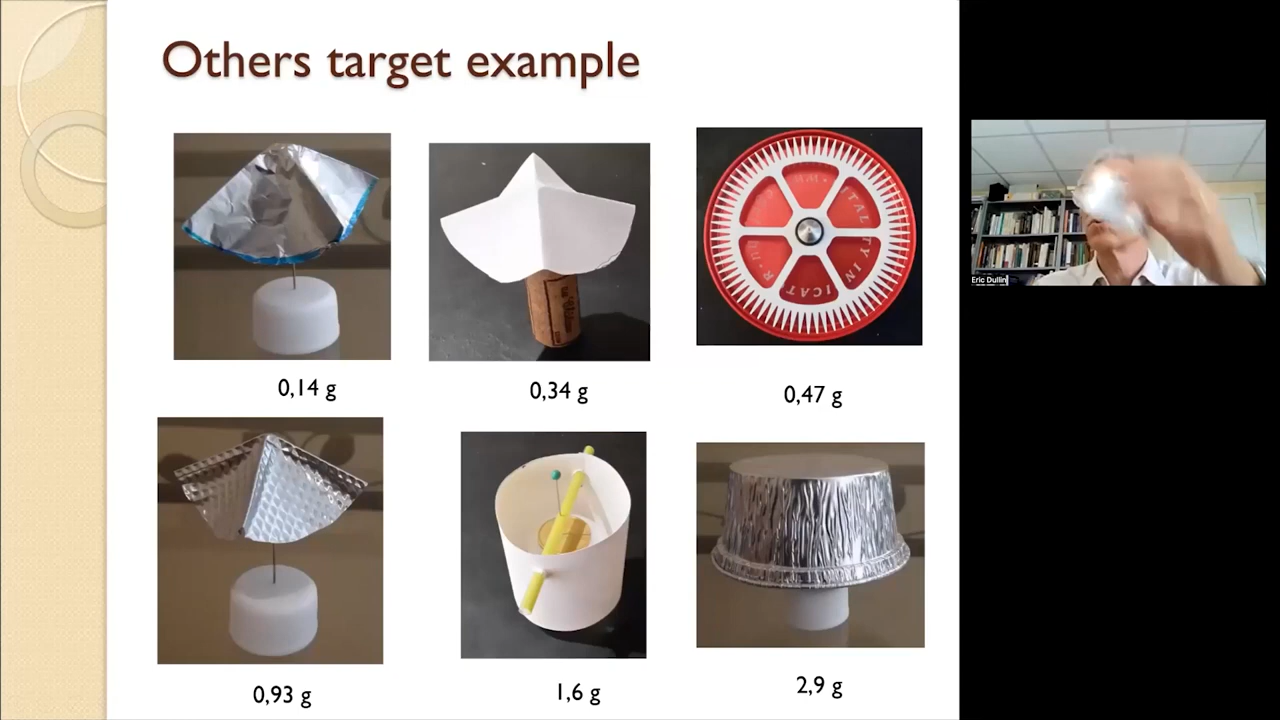 Others target example
0,14 g
0,34 g
0,47 g
0,93 g
1,6 g
2,9 g
Eric Dullin